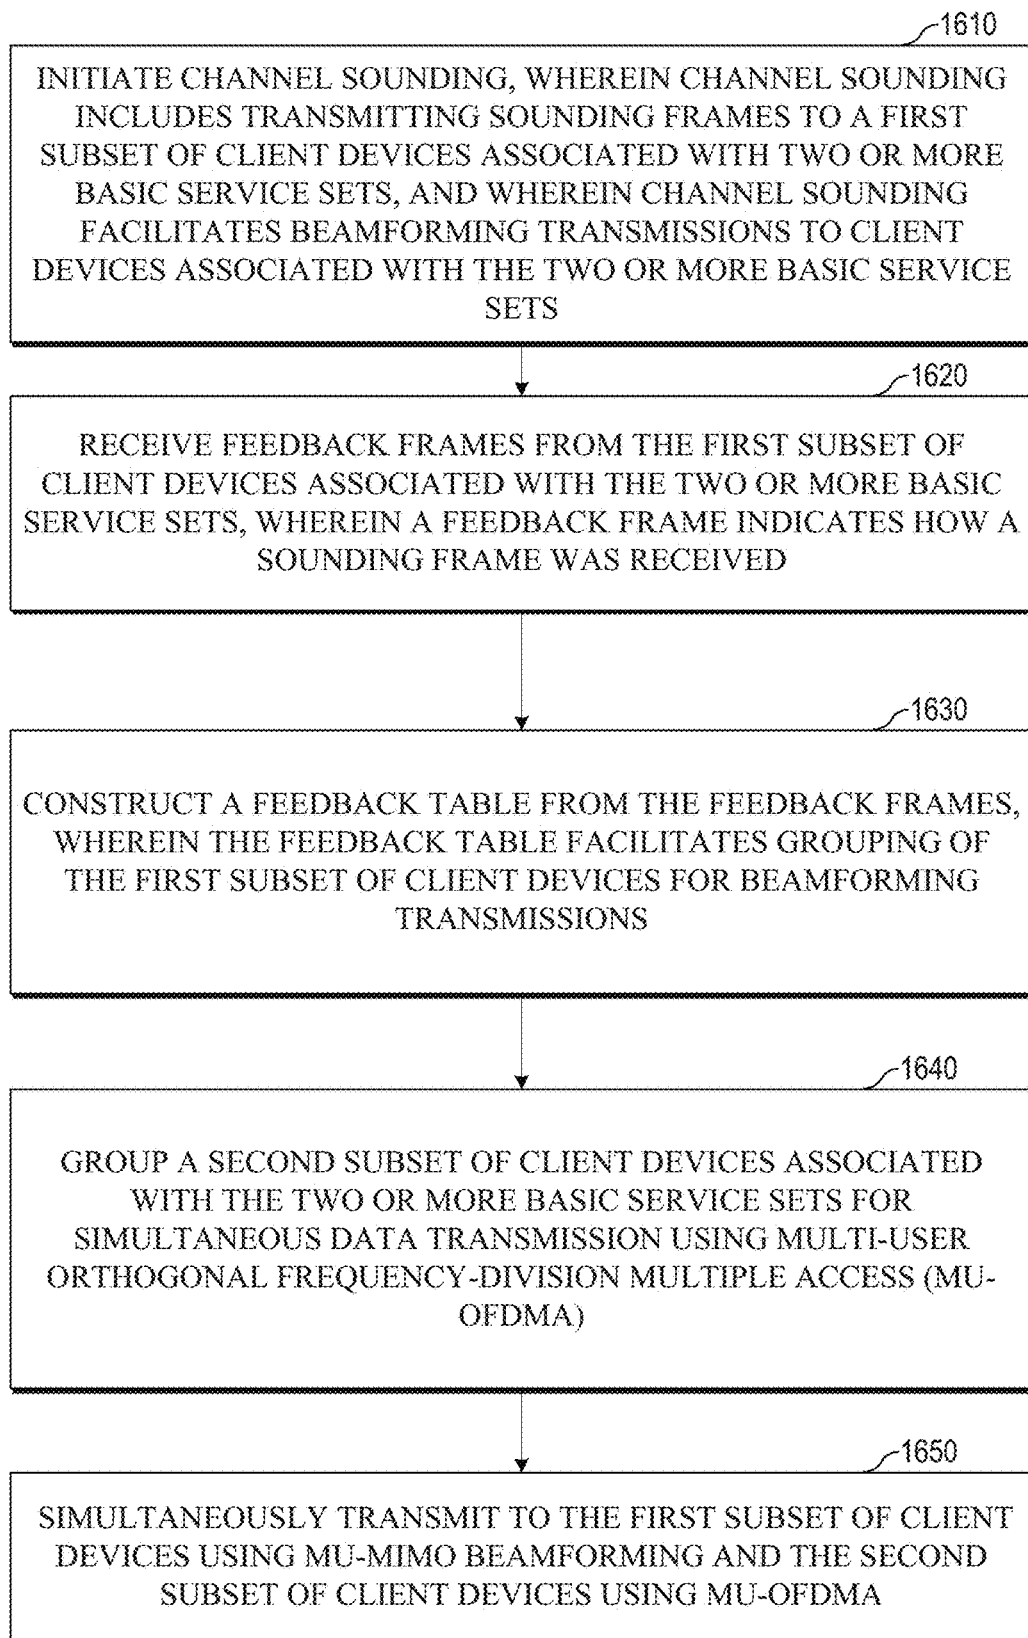 1610
INITIATE CHANNEL SOUNDING, WHEREIN CHANNEL SOUNDING
INCLUDES TRANSMITTING SOUNDING FRAMES TO A FIRST
SUBSET OF CLIENT DEVICES ASSOCIATED WITH TWO OR MORE
BASIC SERVICE SETS, AND WHEREIN CHANNEL SOUNDING
FACILITATES BEAMFORMING TRANSMISSIONS TO CLIENT
DEVICES ASSOCIATED WITH THE TWO OR MORE BASIC SERVICE
SETS
1620
RECEIVE FEEDBACK FRAMES FROM THE FIRST SUBSET OF
CLIENT DEVICES ASSOCIATED WITH THE TWO OR MORE BASIC
SERVICE SETS, WHEREIN A FEEDBACK FRAME INDICATES HOW A
SOUNDING FRAME WAS RECEIVED
1630
CONSTRUCT A FEEDBACK TABLE FROM THE FEEDBACK FRAMES,
WHEREIN THE FEEDBACK TABLE FACILITATES GROUPING OF
THE FIRST SUBSET OF CLIENT DEVICES FOR BEAMFORMING
TRANSMISSIONS
1640
GROUP A SECOND SUBSET OF CLIENT DEVICES ASSOCIATED
WITH THE TWO OR MORE BASIC SERVICE SETS FOR
SIMULTANEOUS DATA TRANSMISSION USING MULTI-USER
ORTHOGONAL FREQUENCY-DIVISION MULTIPLE ACCESS (MU-
OFDMA)
1650
SIMULTANEOUSLY TRANSMIT TO THE FIRST SUBSET OF CLIENT
DEVICES USING MU-MIMO BEAMFORMING AND THE SECOND
SUBSET OF CLIENT DEVICES USING MU-OFDMA